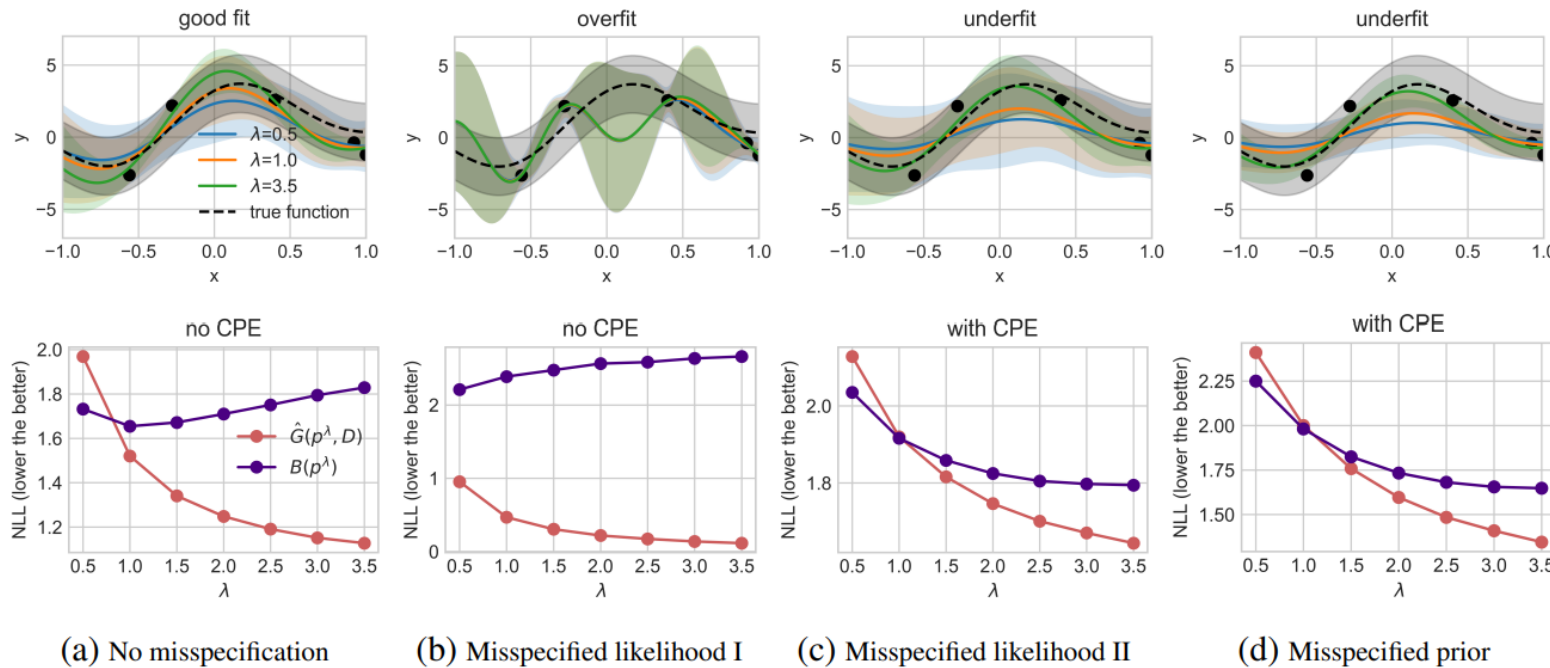 good fit
y
5
0
−5
λ=0.5
λ=1.0
λ=3.5
true function
−1.0 −0.5 0.0 0.5 1.0
x
overfit
y
5
0
−5
−1.0 −0.5 0.0 0.5 1.0
x
underfit
y
5
0
−5
−1.0 −0.5 0.0 0.5 1.0
x
underfit
y
5
0
−5
−1.0 −0.5 0.0 0.5 1.0
x
no CPE
NLL (lower the better)
2.0
1.8
1.6
1.4
1.2
Ĝ(p^λ, D)
B(p^λ)
0.5 1.0 1.5 2.0 2.5 3.0 3.5
λ
no CPE
NLL (lower the better)
2
1
0
0.5 1.0 1.5 2.0 2.5 3.0 3.5
λ
with CPE
NLL (lower the better)
2.0
1.8
0.5 1.0 1.5 2.0 2.5 3.0 3.5
λ
with CPE
NLL (lower the better)
2.25
2.00
1.75
1.50
0.5 1.0 1.5 2.0 2.5 3.0 3.5
λ
(a) No misspecification
(b) Misspecified likelihood I
(c) Misspecified likelihood II
(d) Misspecified prior